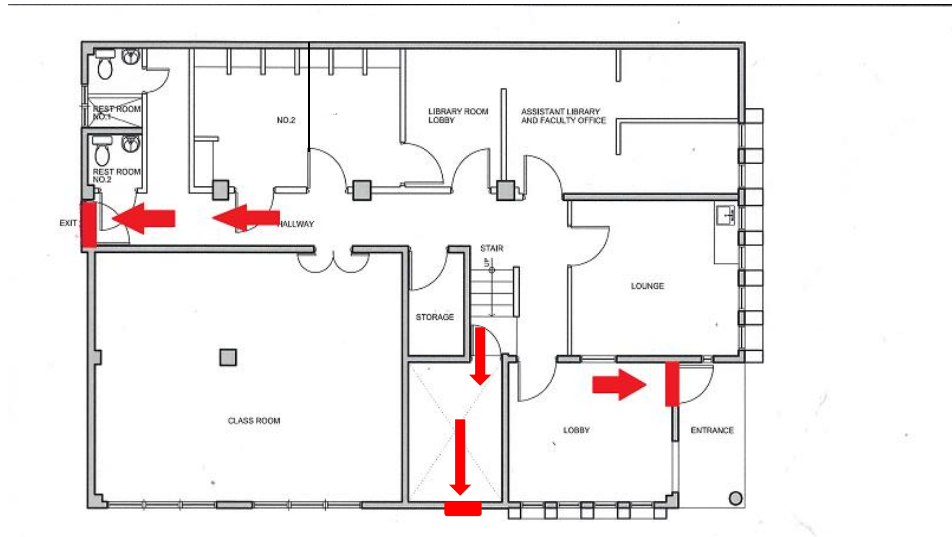 REST ROOM
NO.1
NO.2
LIBRARY ROOM
LOBBY
ASSISTANT LIBRARY
AND FACULTY OFFICE
REST ROOM
NO.2
EXIT
HALLWAY
STAIR
UP
LOUNGE
STORAGE
CLASS ROOM
LOBBY
ENTRANCE